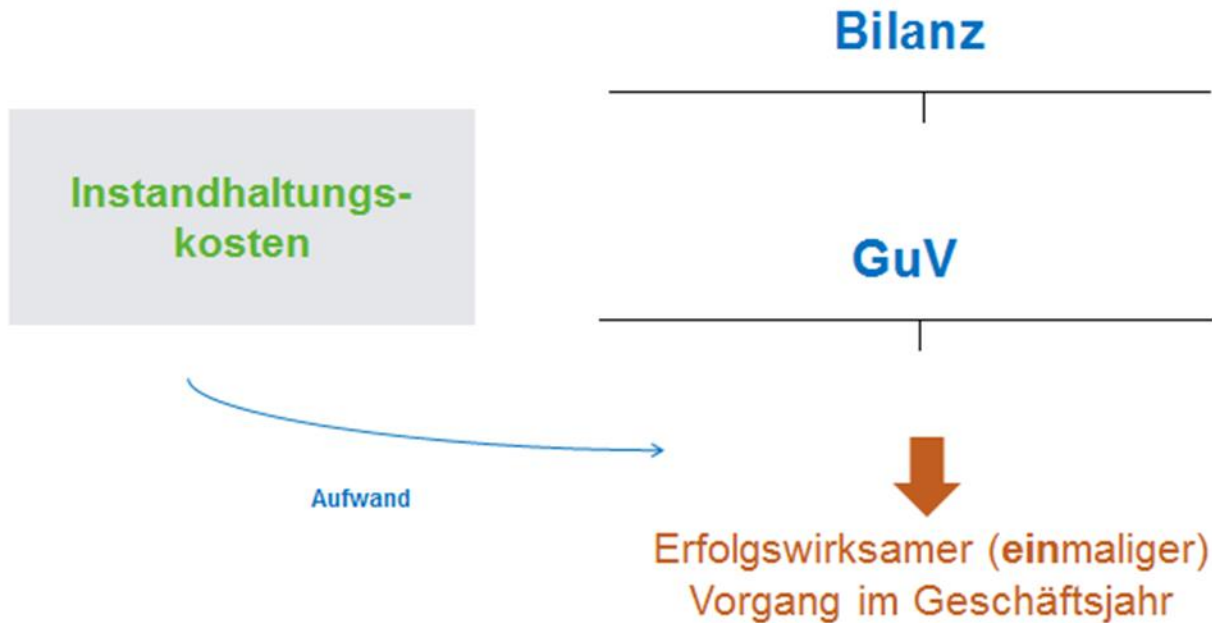 Bilanz
Instandhaltungs-
kosten
GuV
Aufwand
Erfolgswirksamer (einmaliger)
Vorgang im Geschäftsjahr